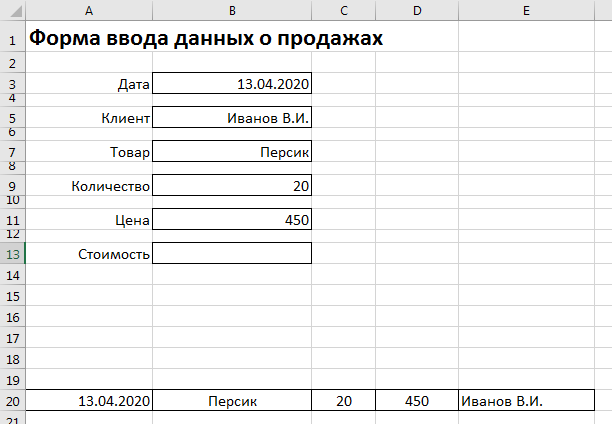 A B C D E
1 Форма ввода данных о продажах
2
3 Дата 13.04.2020
4
5 Клиент Иванов В.И.
6
7 Товар Персик
8
9 Количество 20
10
11 Цена 450
12
13 Стоимость
14
15
16
17
18
19
20 13.04.2020 Персик 20 450 Иванов В.И.
21